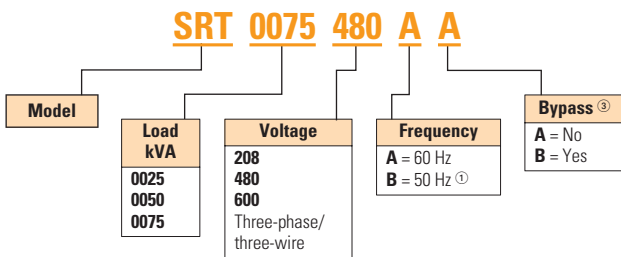 SRT 0075 480 A A
Model
Load
kVA
0025
0050
0075
Voltage
208
480
600
Three-phase/
three-wire
Frequency
A = 60 Hz
B = 50 Hz ①
Bypass ③
A = No
B = Yes